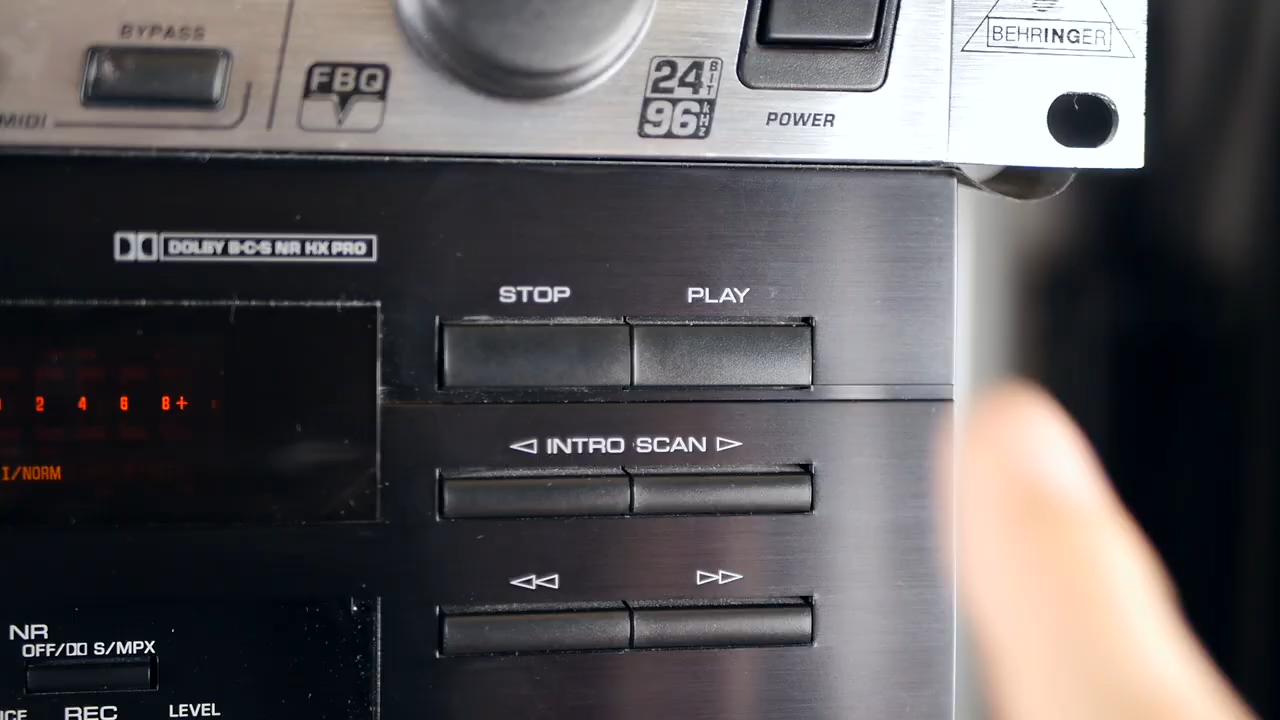 BYPASS
MIDI
FBQ
24 BIT
96 kHz
POWER
BEHRINGER
DOLBY B-C-S NR HX PRO
STOP
PLAY
2 4 6 8+
I/NORM
INTRO SCAN
NR
OFF/DD S/MPX
REC
LEVEL